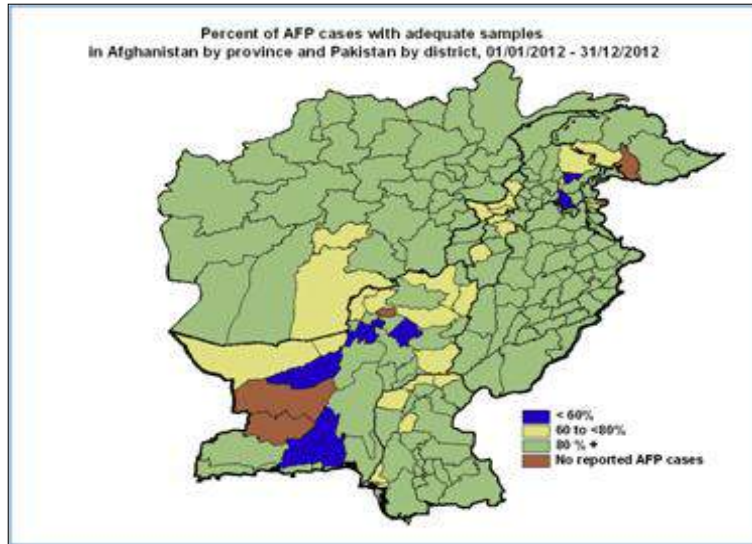 Percent of AFP cases with adequate samples
in Afghanistan by province and Pakistan by district, 01/01/2012 - 31/12/2012
< 60%
60 to <80%
80 % +
No reported AFP cases